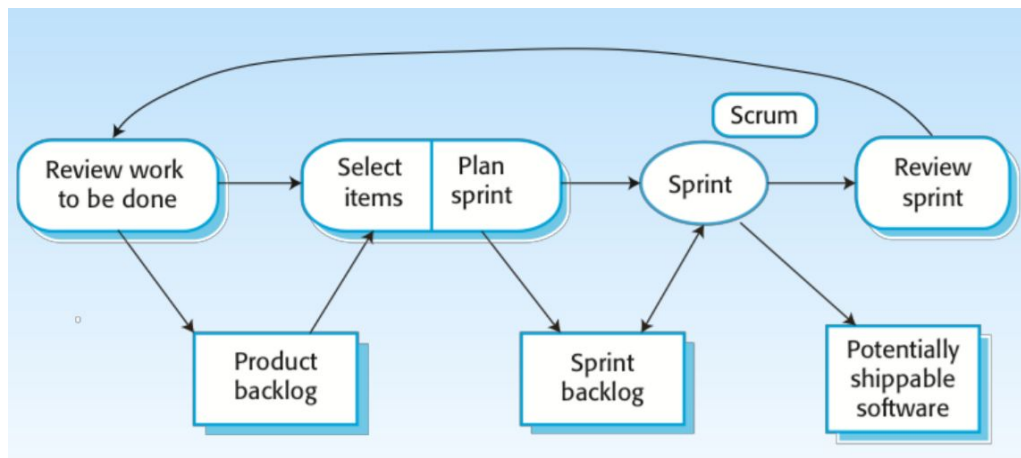 Scrum
Review work
to be done
Select
items
Plan
sprint
Sprint
Review
sprint
Product
backlog
Sprint
backlog
Potentially
shippable
software